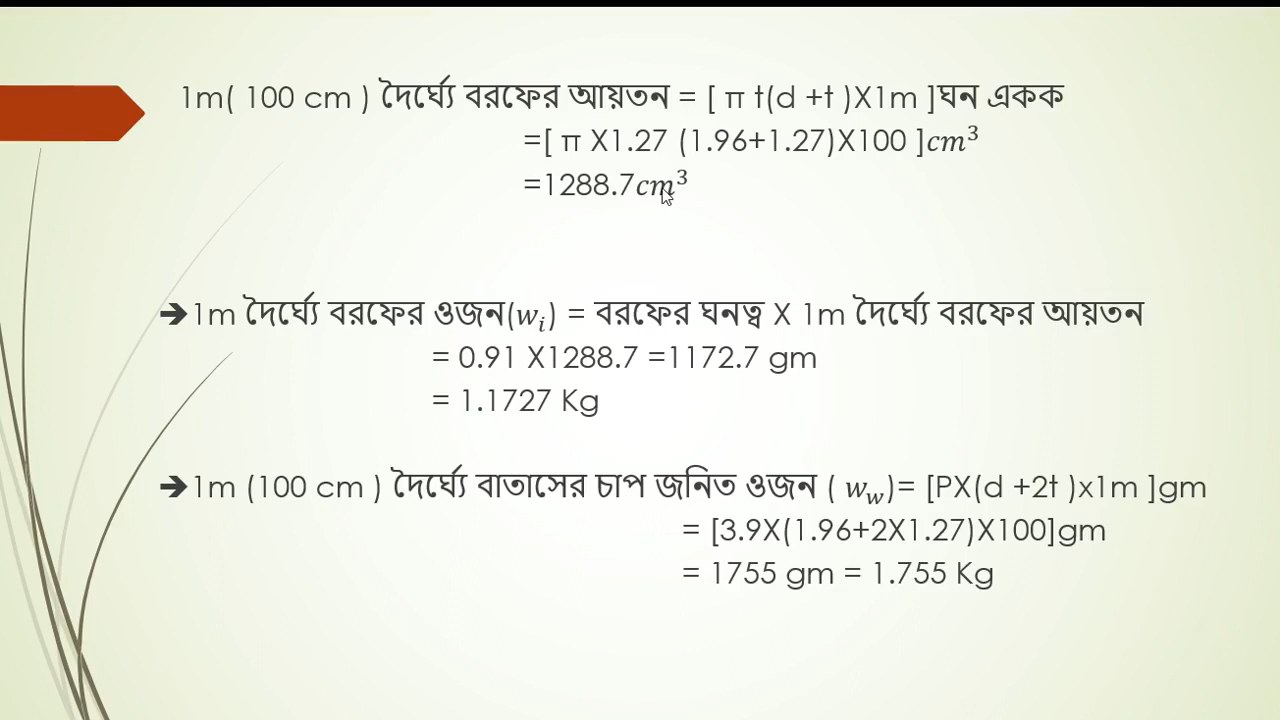 1m( 100 cm ) দৈর্ঘ্যে বরফের আয়তন = [ π t(d +t )X1m ]ঘন একক
=[ π X1.27 (1.96+1.27)X100 ]cm³
=1288.7cm³
➔1m দৈর্ঘ্যে বরফের ওজন(wᵢ) = বরফের ঘনত্ব X 1m দৈর্ঘ্যে বরফের আয়তন
= 0.91 X1288.7 =1172.7 gm
= 1.1727 Kg
➔1m (100 cm ) দৈর্ঘ্যে বাতাসের চাপ জনিত ওজন ( w_w)= [PX(d +2t )x1m ]gm
= [3.9X(1.96+2X1.27)X100]gm
= 1755 gm = 1.755 Kg